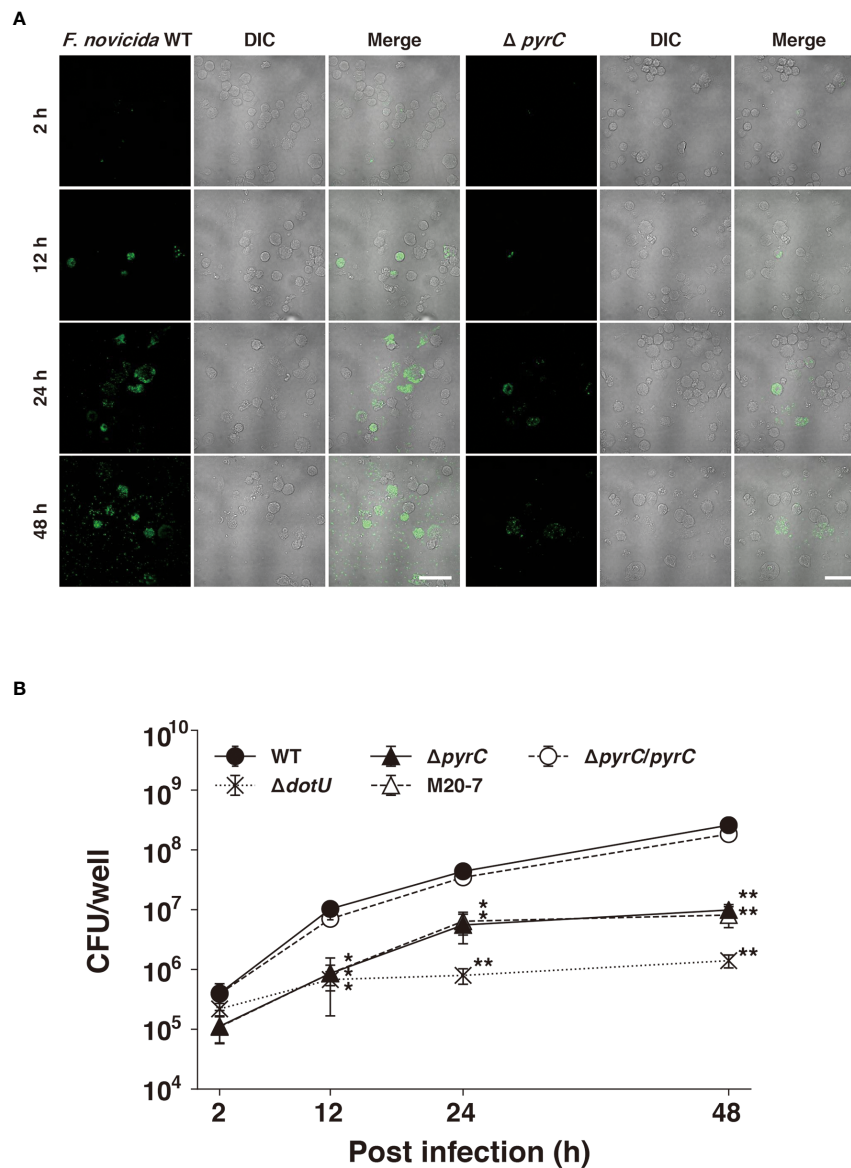 A
F. novicida WT DIC Merge Δ pyrC DIC Merge
2 h
12 h
24 h
48 h
B
CFU/well
10^10
10^9
10^8
10^7
10^6
10^5
10^4
WT ΔpyrC ΔpyrC/pyrC
ΔdotU M20-7
* * *
* *
**
**
**
**
2 12 24 48
Post infection (h)